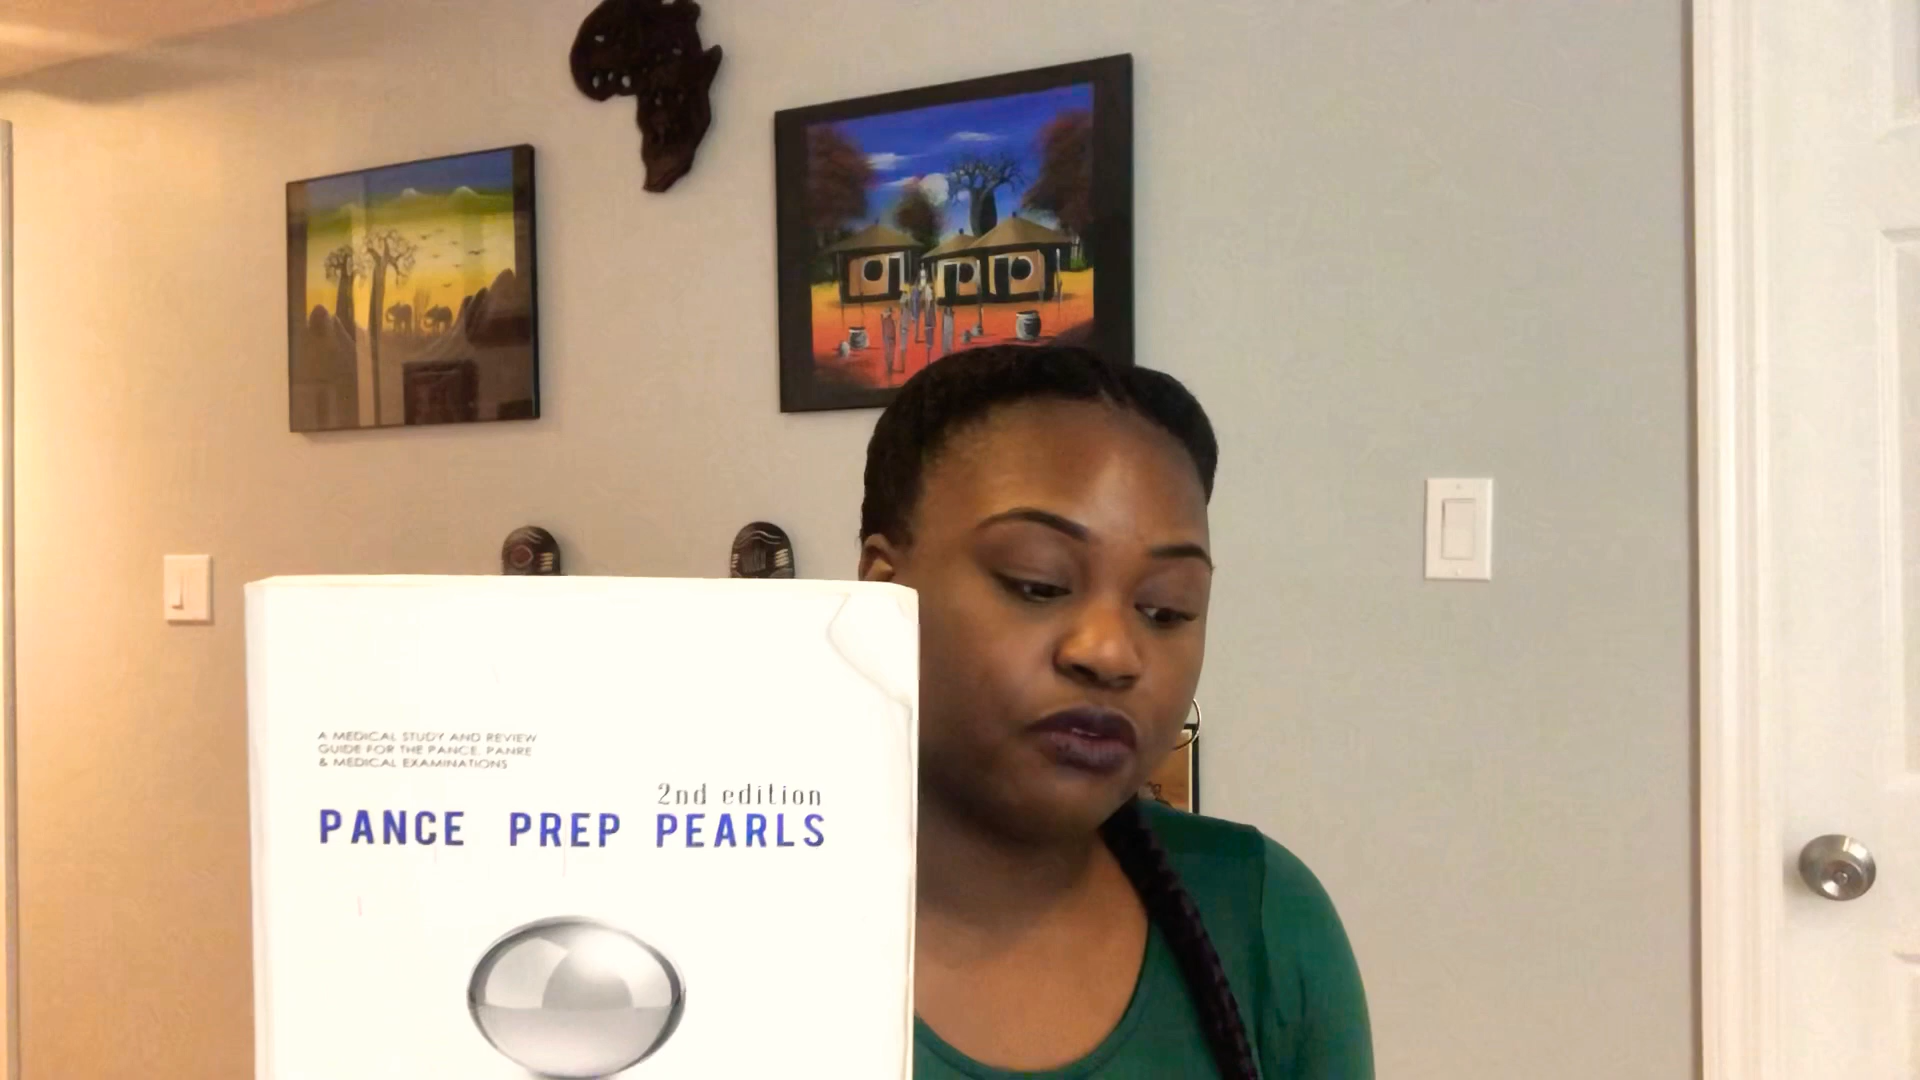 A MEDICAL STUDY AND REVIEW
GUIDE FOR THE PANCE, PANRE
& MEDICAL EXAMINATIONS
2nd edition
PANCE PREP PEARLS